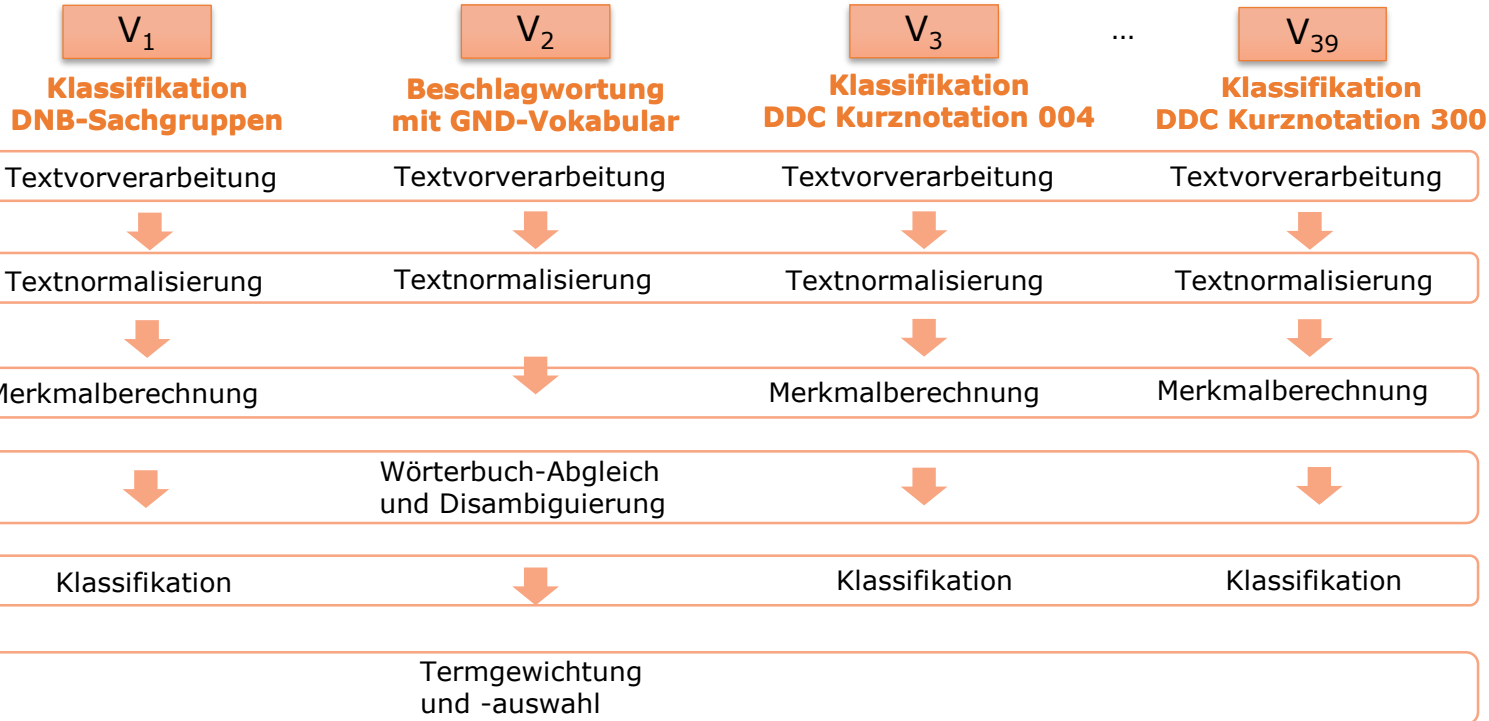 V₁ V₂ V₃ … V₃₉
Klassifikation
DNB-Sachgruppen
Beschlagwortung
mit GND-Vokabular
Klassifikation
DDC Kurznotation 004
Klassifikation
DDC Kurznotation 300
Textvorverarbeitung Textvorverarbeitung Textvorverarbeitung Textvorverarbeitung
Textnormalisierung Textnormalisierung Textnormalisierung Textnormalisierung
Merkmalberechnung Merkmalberechnung Merkmalberechnung
Wörterbuch-Abgleich
und Disambiguierung
Klassifikation Klassifikation Klassifikation
Termgewichtung
und -auswahl